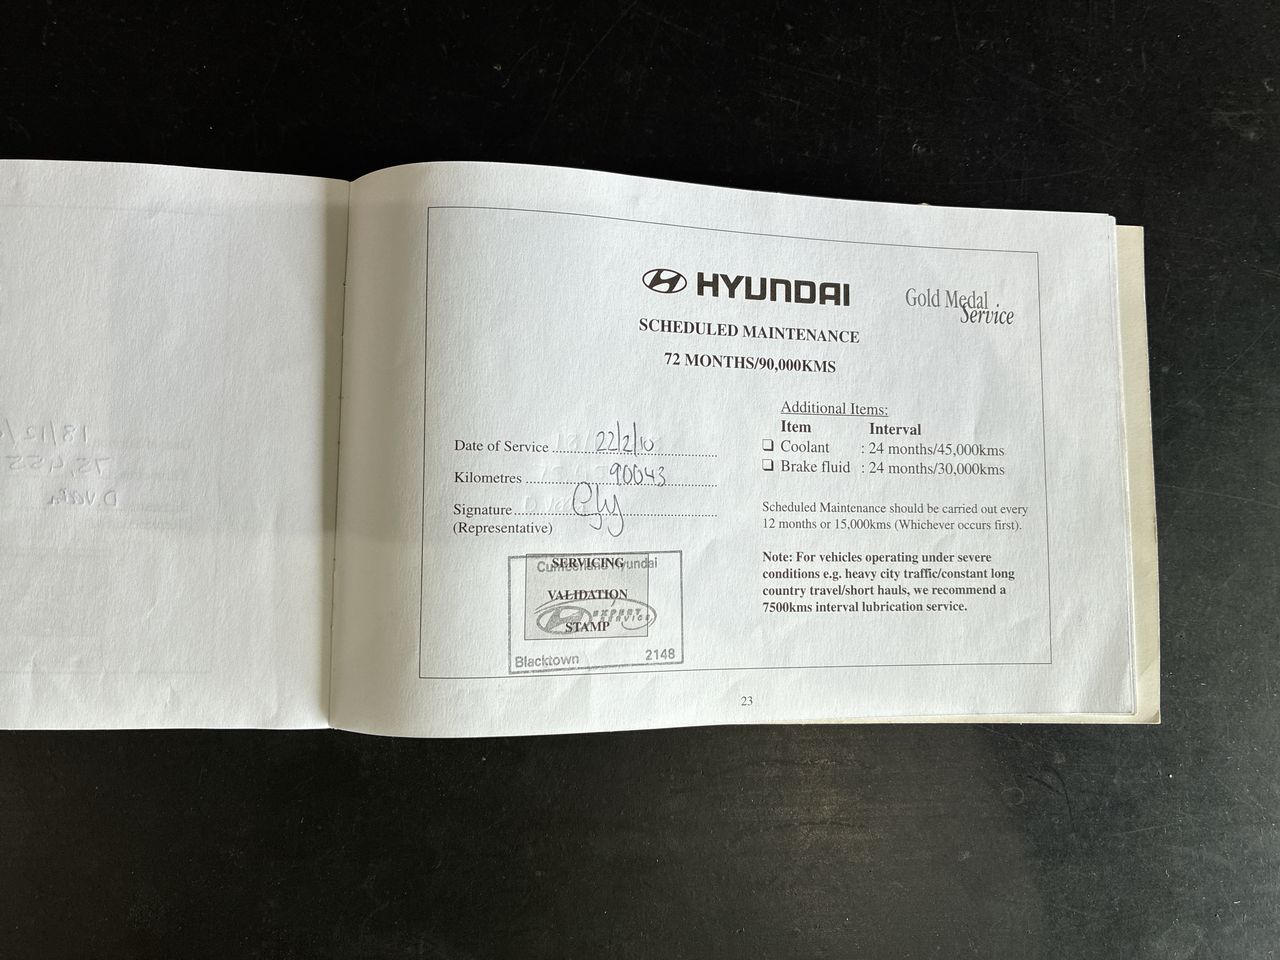 HYUNDAI
Gold Medal
Service
SCHEDULED MAINTENANCE
72 MONTHS/90,000KMS
Date of Service 22/2/10
Kilometres 90043
Signature
(Representative)
SERVICING
VALIDATION
STAMP
Cumberland Hyundai
EXPERT
SERVICE
Blacktown 2148
Additional Items:
Item Interval
Coolant : 24 months/45,000kms
Brake fluid : 24 months/30,000kms
Scheduled Maintenance should be carried out every
12 months or 15,000kms (Whichever occurs first).
Note: For vehicles operating under severe
conditions e.g. heavy city traffic/constant long
country travel/short hauls, we recommend a
7500kms interval lubrication service.
23